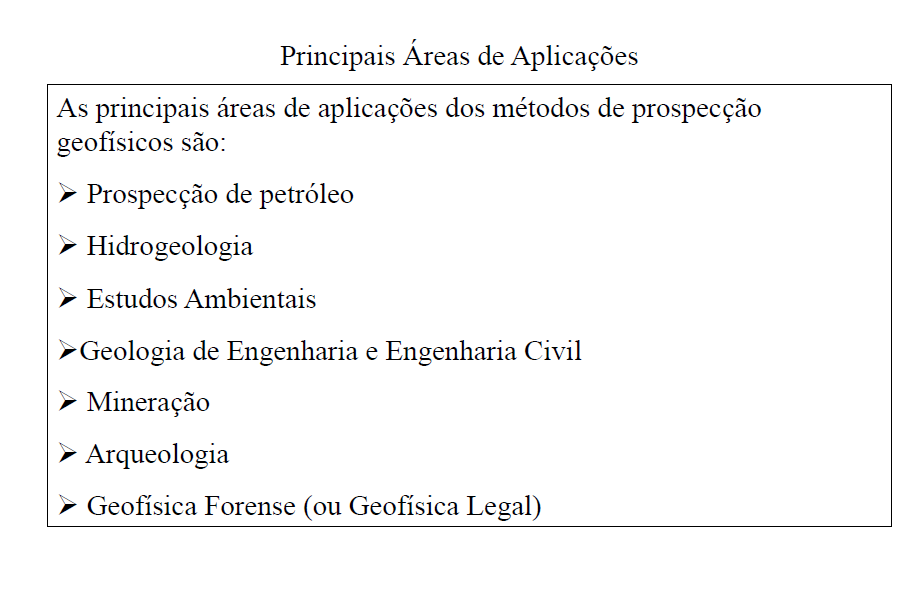 Principais Áreas de Aplicações
As principais áreas de aplicações dos métodos de prospecção
geofísicos são:
➢ Prospecção de petróleo
➢ Hidrogeologia
➢ Estudos Ambientais
➢Geologia de Engenharia e Engenharia Civil
➢ Mineração
➢ Arqueologia
➢ Geofísica Forense (ou Geofísica Legal)